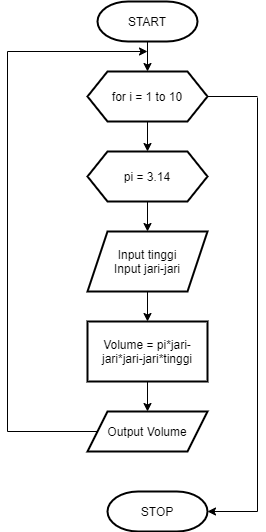 START
for i = 1 to 10
pi = 3.14
Input tinggi
Input jari-jari
Volume = pi*jari-
jari*jari-jari*tinggi
Output Volume
STOP